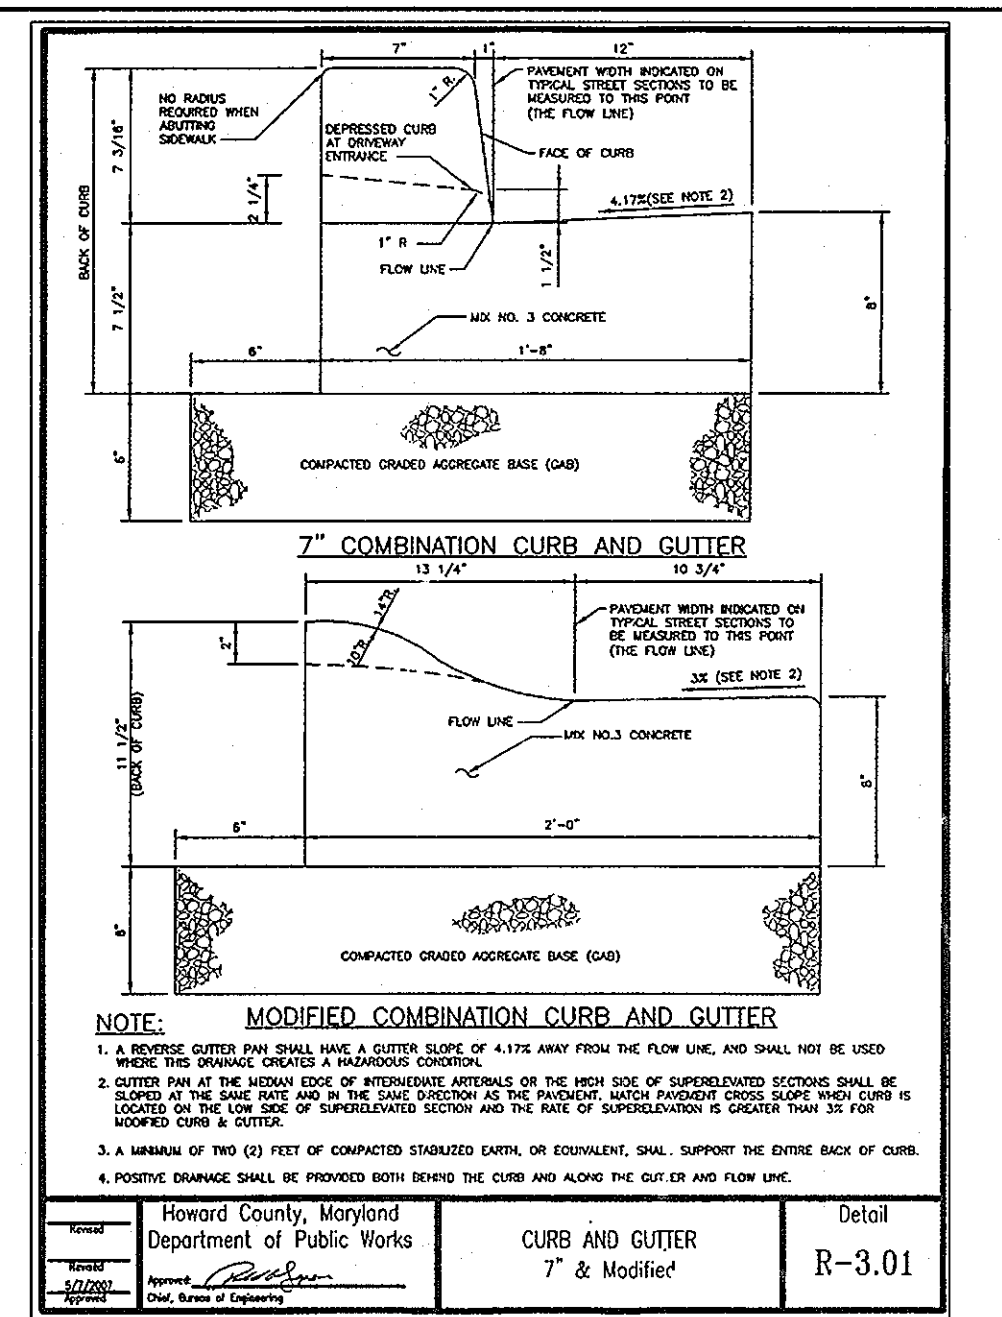 7" 1" 12"
NO RADIUS
REQUIRED WHEN
ABUTTING
SIDEWALK
1" R.
PAVEMENT WIDTH INDICATED ON
TYPICAL STREET SECTIONS TO BE
MEASURED TO THIS POINT
(THE FLOW LINE)
DEPRESSED CURB
AT DRIVEWAY
ENTRANCE
FACE OF CURB
7 3/16"
2 1/4"
4.17%(SEE NOTE 2)
BACK OF CURB
1" R
FLOW LINE
1 1/2"
7 1/2"
8"
MIX NO. 3 CONCRETE
6" 1'-8"
6"
COMPACTED GRADED AGGREGATE BASE (GAB)
7" COMBINATION CURB AND GUTTER
13 1/4" 10 3/4"
14"R.
10"R.
2"
PAVEMENT WIDTH INDICATED ON
TYPICAL STREET SECTIONS TO
BE MEASURED TO THIS POINT
(THE FLOW LINE)
3% (SEE NOTE 2)
FLOW LINE
MIX NO.3 CONCRETE
11 1/2"
(BACK OF CURB)
8"
6" 2'-0"
COMPACTED GRADED AGGREGATE BASE (GAB)
MODIFIED COMBINATION CURB AND GUTTER
NOTE:
1. A REVERSE GUTTER PAN SHALL HAVE A GUTTER SLOPE OF 4.17% AWAY FROM THE FLOW LINE, AND SHALL NOT BE USED
WHERE THIS DRAINAGE CREATES A HAZARDOUS CONDITION.
2. GUTTER PAN AT THE MEDIAN EDGE OF INTERMEDIATE ARTERIALS OR THE HIGH SIDE OF SUPERELEVATED SECTIONS SHALL BE
SLOPED AT THE SAME RATE AND IN THE SAME DIRECTION AS THE PAVEMENT. MATCH PAVEMENT CROSS SLOPE WHEN CURB IS
LOCATED ON THE LOW SIDE OF SUPERELEVATED SECTION AND THE RATE OF SUPERELEVATION IS GREATER THAN 3% FOR
MODIFIED CURB & GUTTER.
3. A MINIMUM OF TWO (2) FEET OF COMPACTED STABILIZED EARTH, OR EQUIVALENT, SHAL. SUPPORT THE ENTIRE BACK OF CURB.
4. POSITIVE DRAINAGE SHALL BE PROVIDED BOTH BEHIND THE CURB AND ALONG THE GUT.ER AND FLOW LINE.
Revised
Revised
5/7/2007
Approved
Howard County, Maryland
Department of Public Works
Approved:
Chief, Bureau of Engineering
CURB AND GUTTER
7" & Modified
Detail
R-3.01